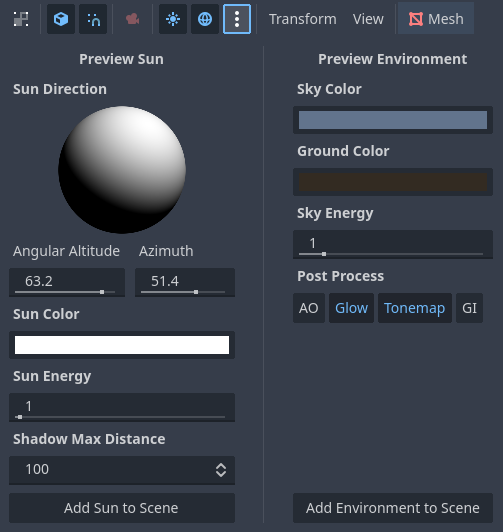 Transform View Mesh
Preview Sun
Sun Direction
Angular Altitude Azimuth
63.2 51.4
Sun Color
Sun Energy
1
Shadow Max Distance
100
Add Sun to Scene
Preview Environment
Sky Color
Ground Color
Sky Energy
1
Post Process
AO Glow Tonemap GI
Add Environment to Scene